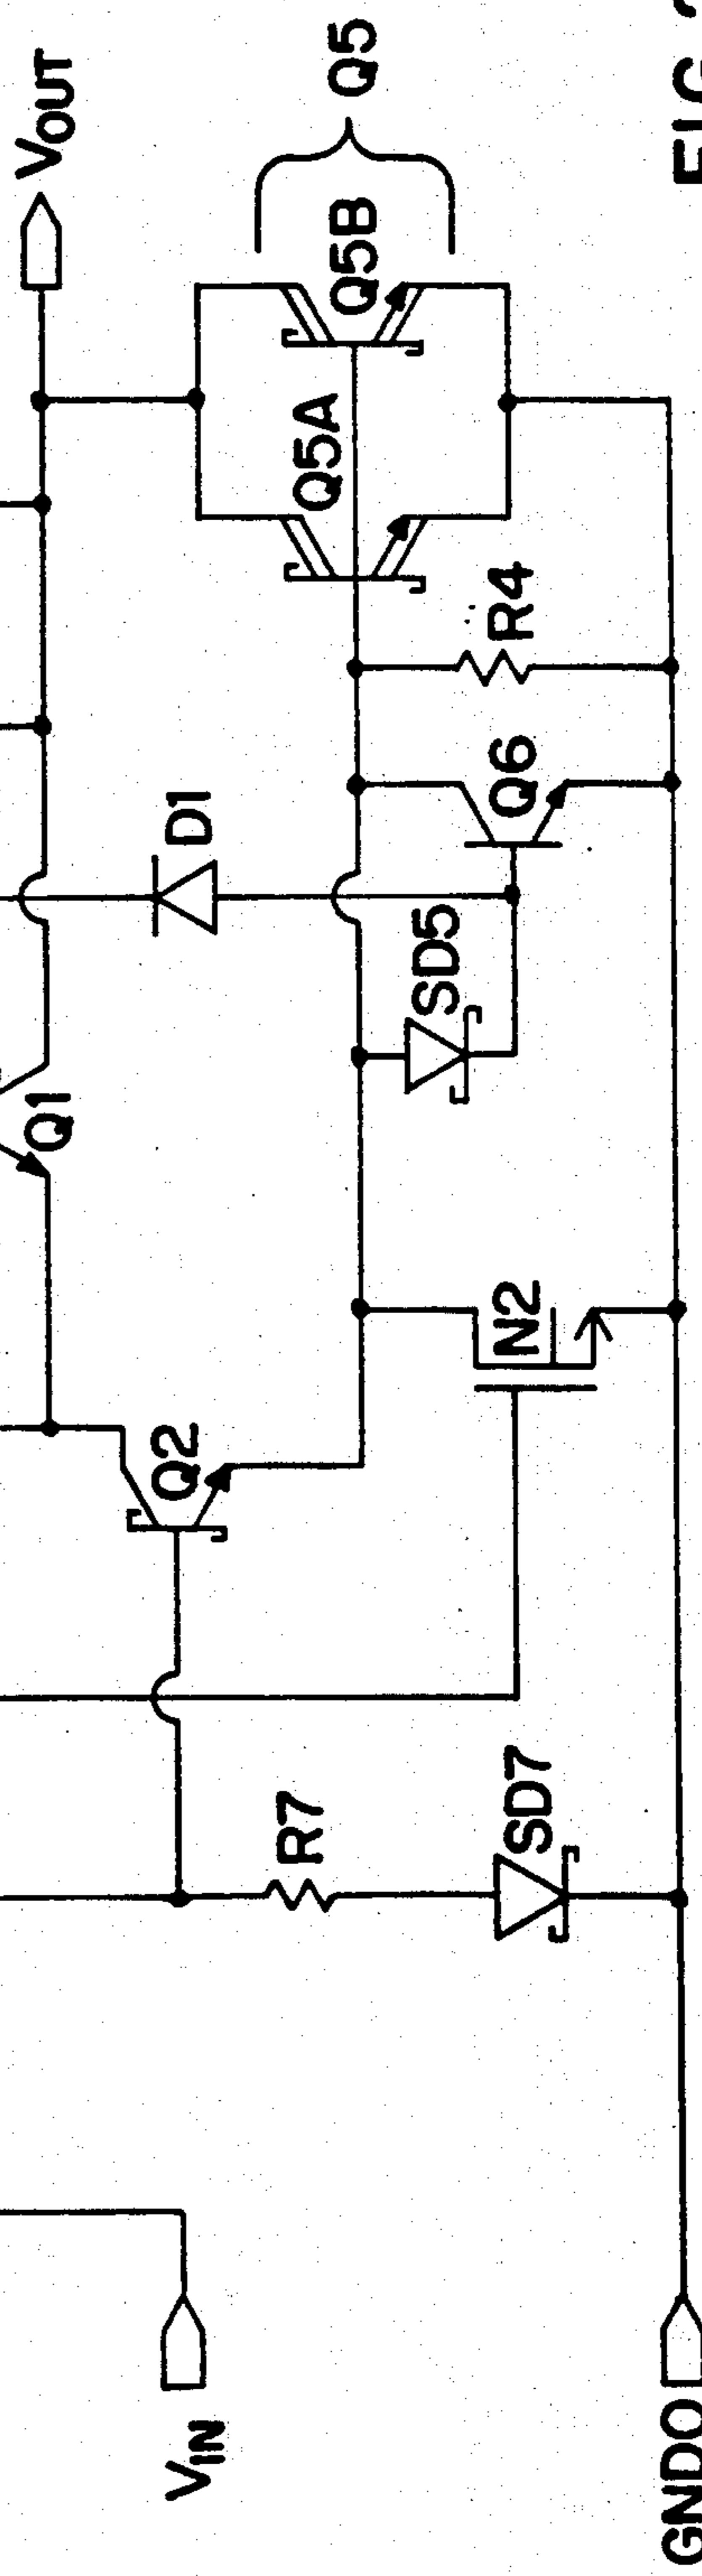 VOUT
Q5
Q5B
Q5A
R4
D1
Q6
SD5
Q1
N2
Q2
R7
SD7
VIN
GNDO
FIG.